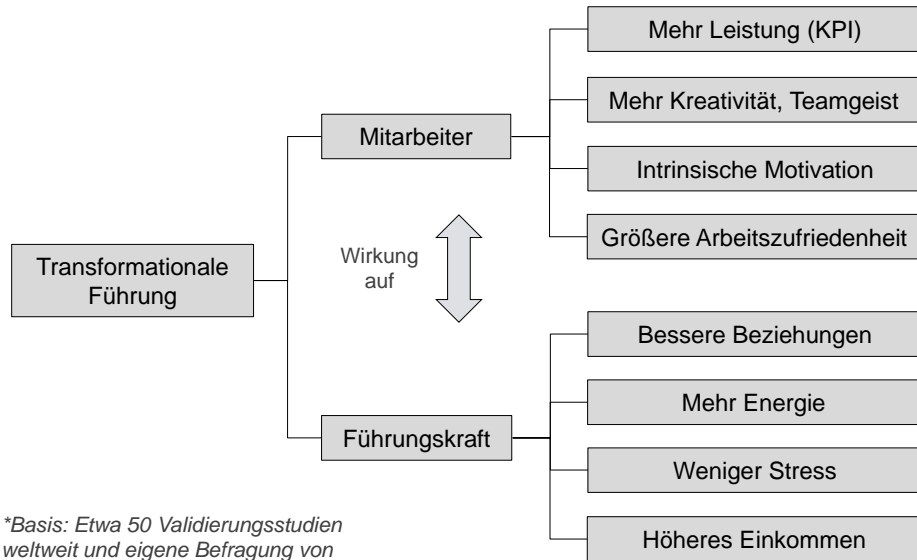 Mehr Leistung (KPI)
Mehr Kreativität, Teamgeist
Mitarbeiter
Intrinsische Motivation
Größere Arbeitszufriedenheit
Transformationale
Führung
Wirkung
auf
Bessere Beziehungen
Mehr Energie
Führungskraft
Weniger Stress
Höheres Einkommen
*Basis: Etwa 50 Validierungsstudien
weltweit und eigene Befragung von